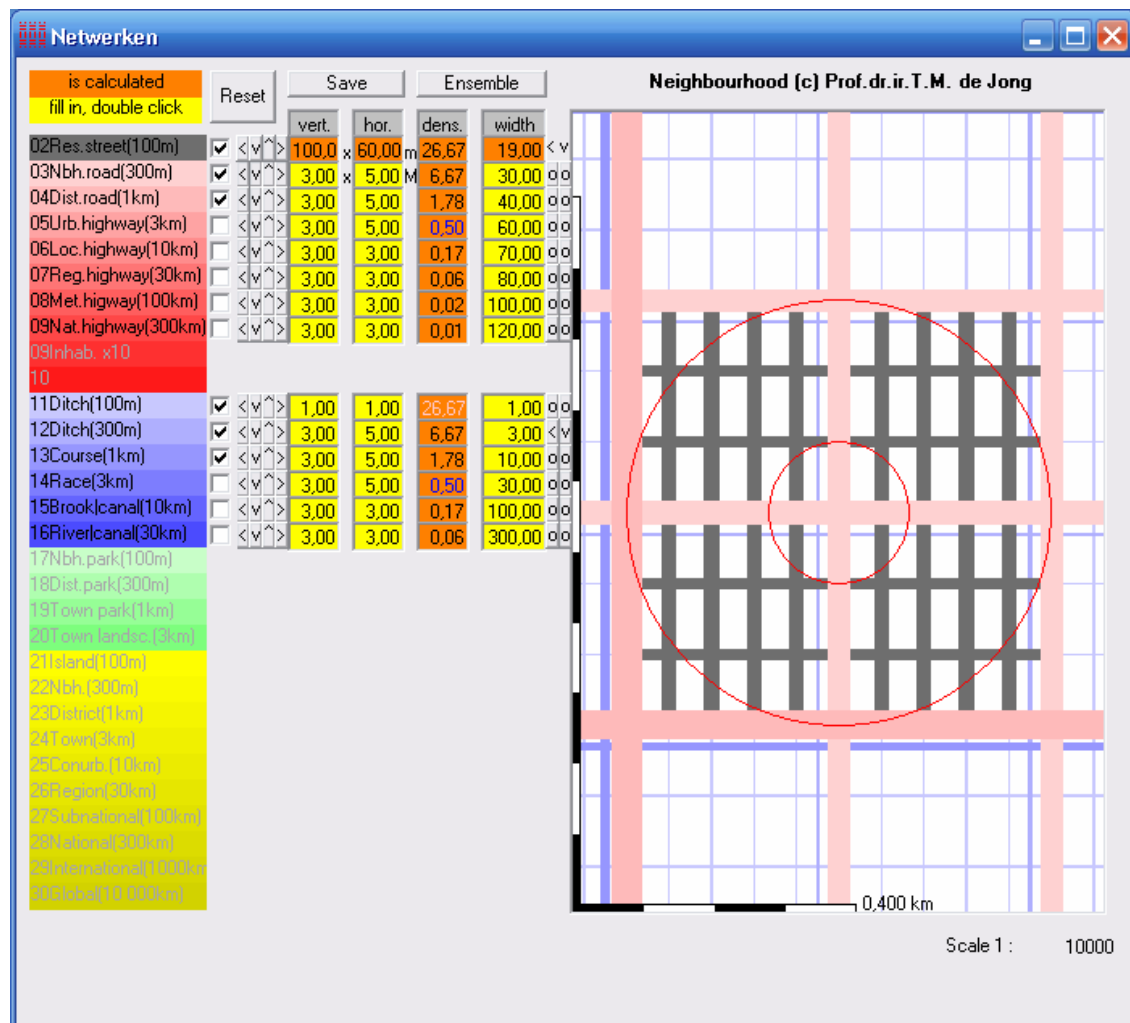 Netwerken
is calculated
fill in, double click
Reset
Save
Ensemble
Neighbourhood (c) Prof.dr.ir.T.M. de Jong
vert. hor. dens. width
02Res.street(100m) < v ^ > 100,0 x 60,00 m 26,67 19,00 < v
03Nbh.road(300m) < v ^ > 3,00 x 5,00 M 6,67 30,00 o o
04Dist.road(1km) < v ^ > 3,00 5,00 1,78 40,00 o o
05Urb.highway(3km) < v ^ > 3,00 5,00 0,50 60,00 o o
06Loc.highway(10km) < v ^ > 3,00 3,00 0,17 70,00 o o
07Reg.highway(30km) < v ^ > 3,00 3,00 0,06 80,00 o o
08Met.higway(100km) < v ^ > 3,00 3,00 0,02 100,00 o o
09Nat.highway(300km) < v ^ > 3,00 3,00 0,01 120,00 o o
09Inhab. x10
10
11Ditch(100m) < v ^ > 1,00 1,00 26,67 1,00 o o
12Ditch(300m) < v ^ > 3,00 5,00 6,67 3,00 < v
13Course(1km) < v ^ > 3,00 5,00 1,78 10,00 o o
14Race(3km) < v ^ > 3,00 5,00 0,50 30,00 o o
15Brook|canal(10km) < v ^ > 3,00 3,00 0,17 100,00 o o
16River|canal(30km) < v ^ > 3,00 3,00 0,06 300,00 o o
17Nbh.park(100m)
18Dist.park(300m)
19Town park(1km)
20Town landsc.(3km)
21Island(100m)
22Nbh.(300m)
23District(1km)
24Town(3km)
25Conurb.(10km)
26Region(30km)
27Subnational(100km)
28National(300km)
29International(1000km
30Global(10 000km)
0,400 km
Scale 1 : 10000